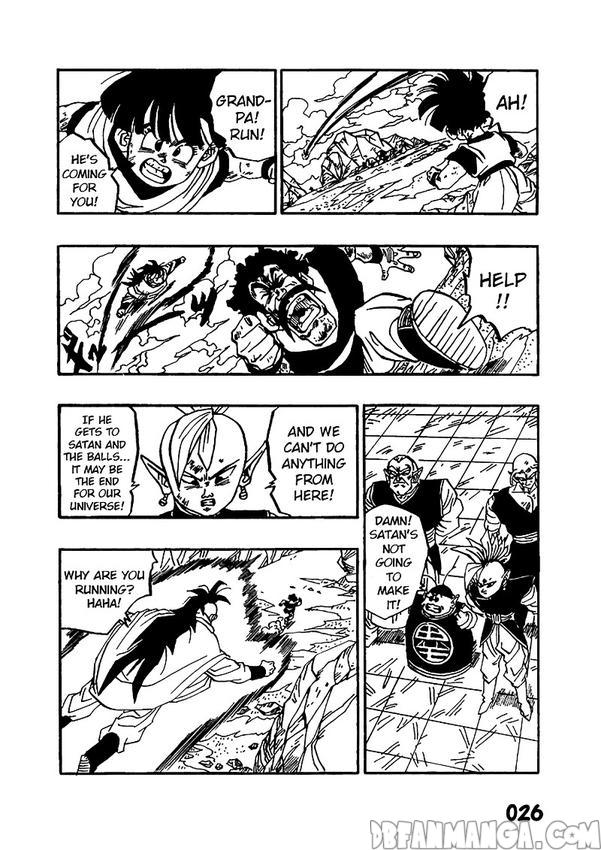 GRAND-
PA!
RUN!
HE'S
COMING
FOR
YOU!
AH!
HELP
!!
IF HE
GETS TO
SATAN AND
THE BALLS...
IT MAY BE
THE END
FOR OUR
UNIVERSE!
AND WE
CAN'T DO
ANYTHING
FROM
HERE!
DAMN!
SATAN'S
NOT
GOING
TO
MAKE
IT!
WHY ARE YOU
RUNNING?
HAHA!
026
DBFANMANGA.COM